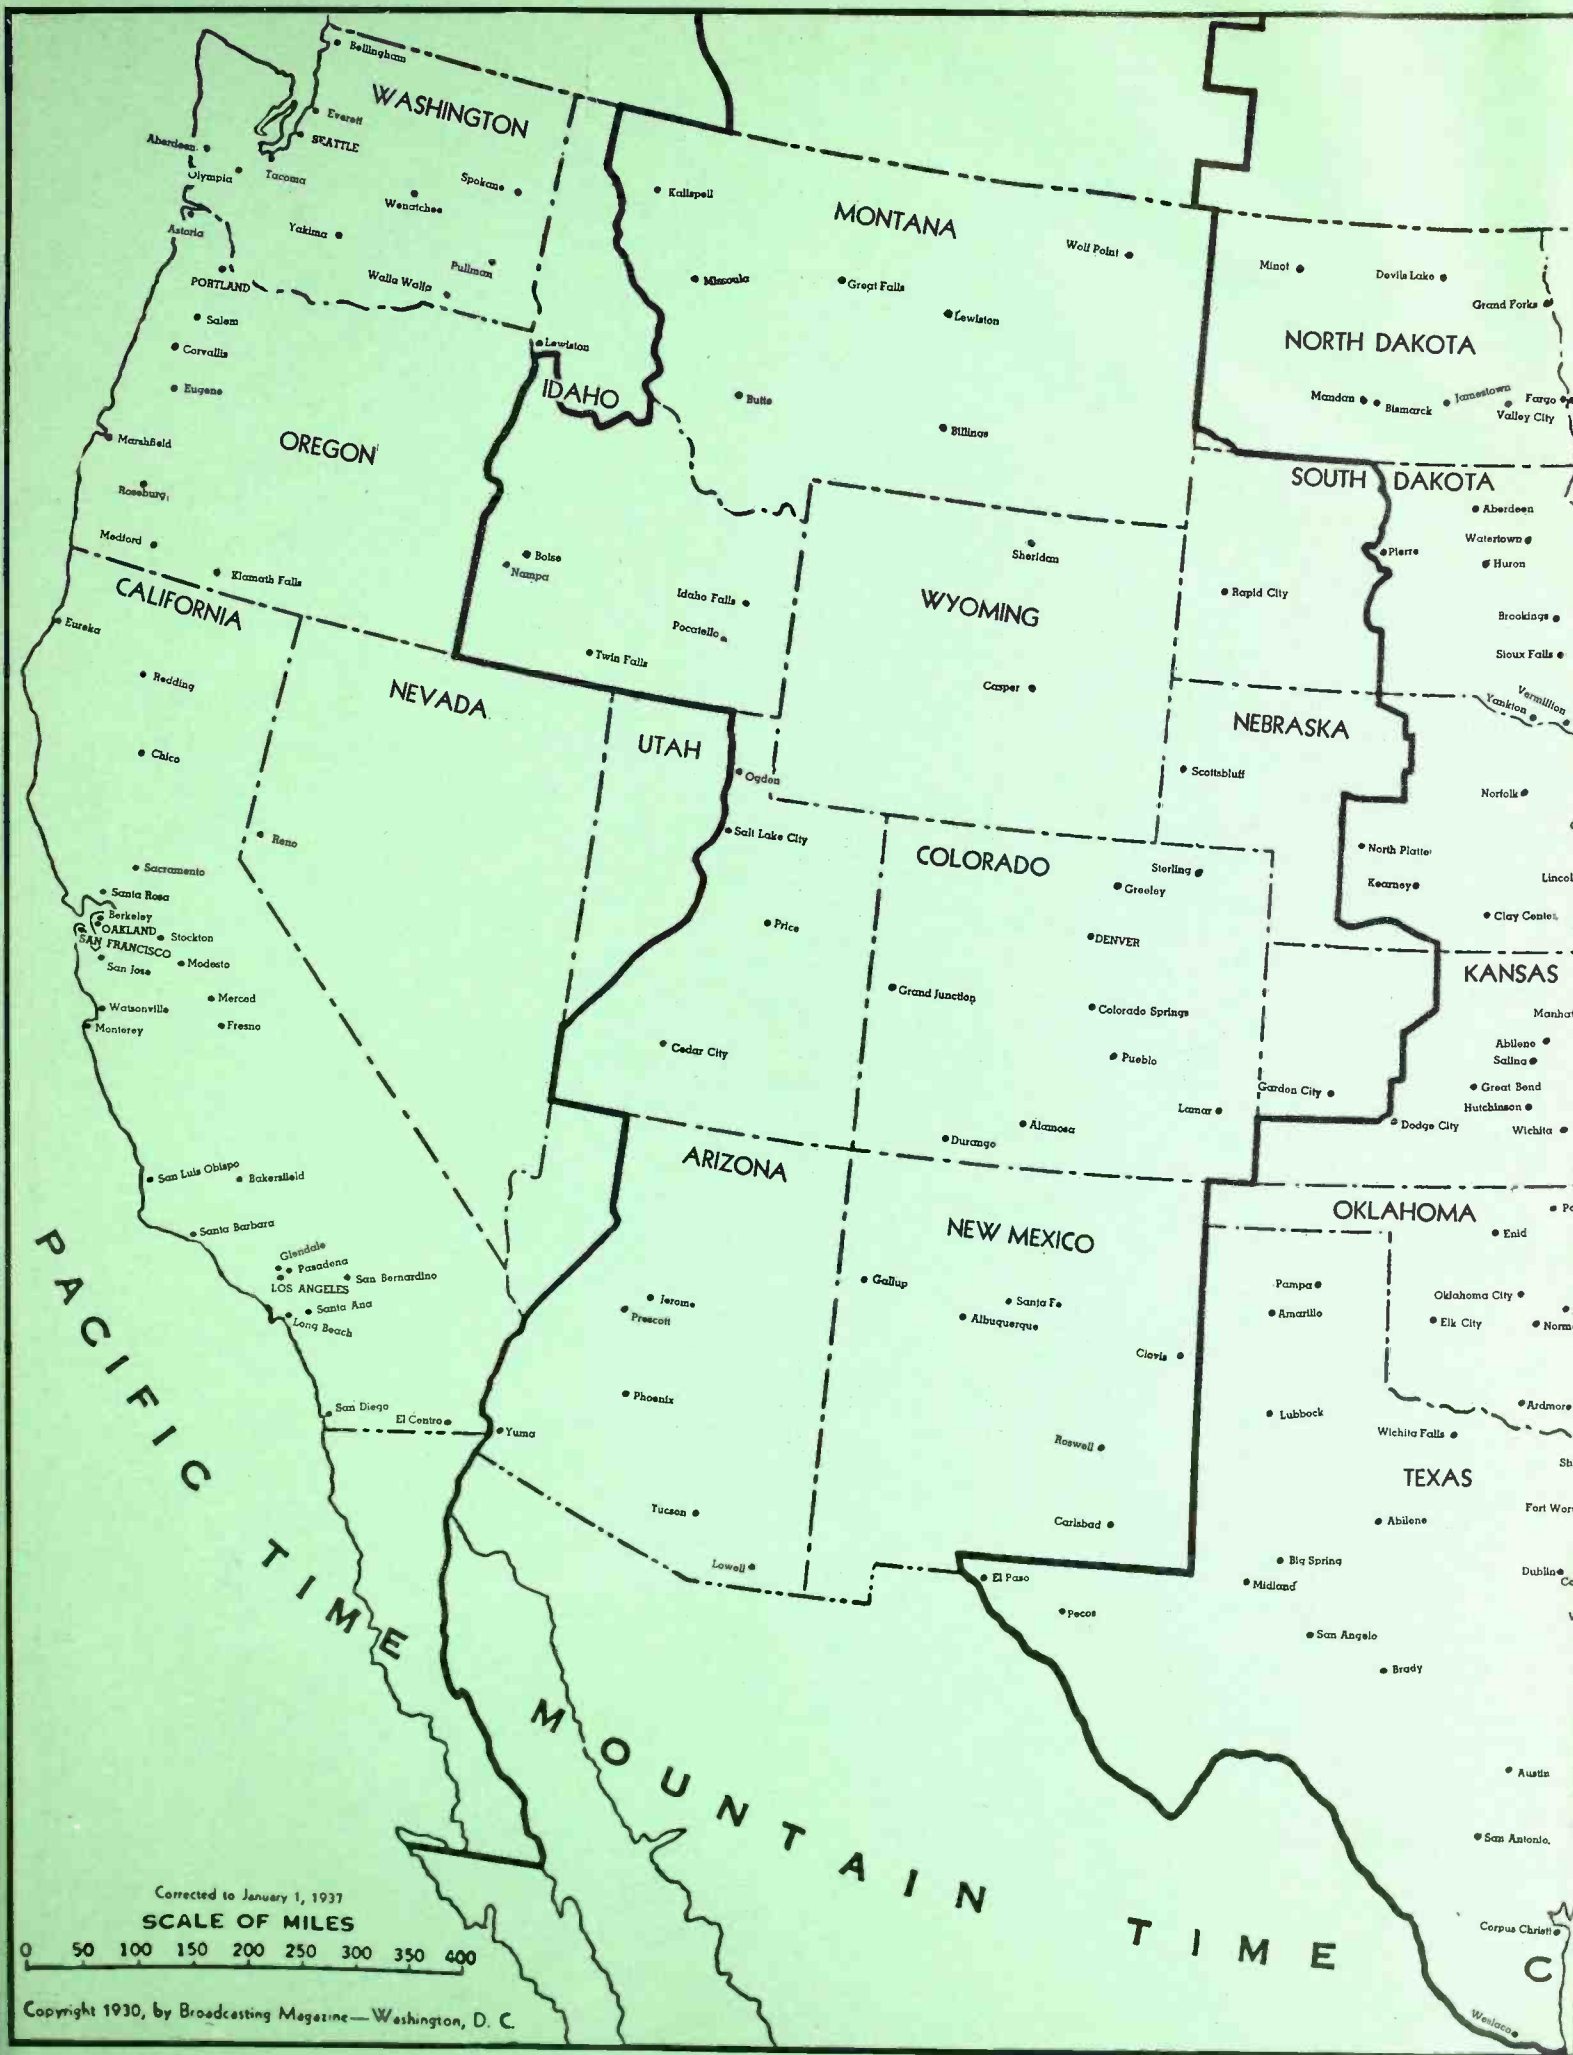 Bellingham
WASHINGTON
Everett
SEATTLE
Aberdeen
Olympia
Tacoma
Spokane
Wenatchee
Yakima
Pullman
Walla Walla
Astoria
PORTLAND
Salem
Corvallis
Eugene
OREGON
Marshfield
Roseburg
Medford
Klamath Falls
Lewiston
IDAHO
Boise
Nampa
Idaho Falls
Pocatello
Twin Falls
MONTANA
Kalispell
Missoula
Great Falls
Wolf Point
Lewiston
Butte
Billings
NORTH DAKOTA
Minot
Devils Lake
Grand Forks
Mandan
Bismarck
Jamestown
Fargo
Valley City
SOUTH DAKOTA
Aberdeen
Watertown
Pierre
Huron
Rapid City
Brookings
Sioux Falls
Vermillion
Yankton
WYOMING
Sheridan
Casper
NEBRASKA
Scottsbluff
Norfolk
North Platte
Kearney
Lincol
Clay Center
CALIFORNIA
Eureka
Redding
Chico
Sacramento
Santa Rosa
Berkeley
OAKLAND
SAN FRANCISCO
Stockton
San Jose
Modesto
Merced
Watsonville
Monterey
Fresno
San Luis Obispo
Bakersfield
Santa Barbara
Glendale
Pasadena
LOS ANGELES
San Bernardino
Santa Ana
Long Beach
San Diego
El Centro
NEVADA
Reno
UTAH
Ogden
Salt Lake City
Price
Cedar City
COLORADO
Sterling
Greeley
DENVER
Grand Junction
Colorado Springs
Pueblo
Lamar
Alamosa
Durango
KANSAS
Manhat
Abilene
Salina
Great Bend
Garden City
Hutchinson
Dodge City
Wichita
ARIZONA
Jerome
Prescott
Phoenix
Yuma
Tucson
Lowell
NEW MEXICO
Gallup
Santa Fe
Albuquerque
Clovis
Roswell
Carlsbad
OKLAHOMA
Po
Enid
Oklahoma City
Elk City
Norm
Ardmore
Pampa
Amarillo
Lubbock
Wichita Falls
TEXAS
Sh
Fort Wor
Abilene
Big Spring
Midland
Dublin
Co
El Paso
Pecos
San Angelo
Brady
Austin
San Antonio
Corpus Christi
Weslaco
PACIFIC TIME
MOUNTAIN TIME
C
Corrected to January 1, 1937
SCALE OF MILES
0 50 100 150 200 250 300 350 400
Copyright 1930, by Broadcasting Magazine—Washington, D. C.